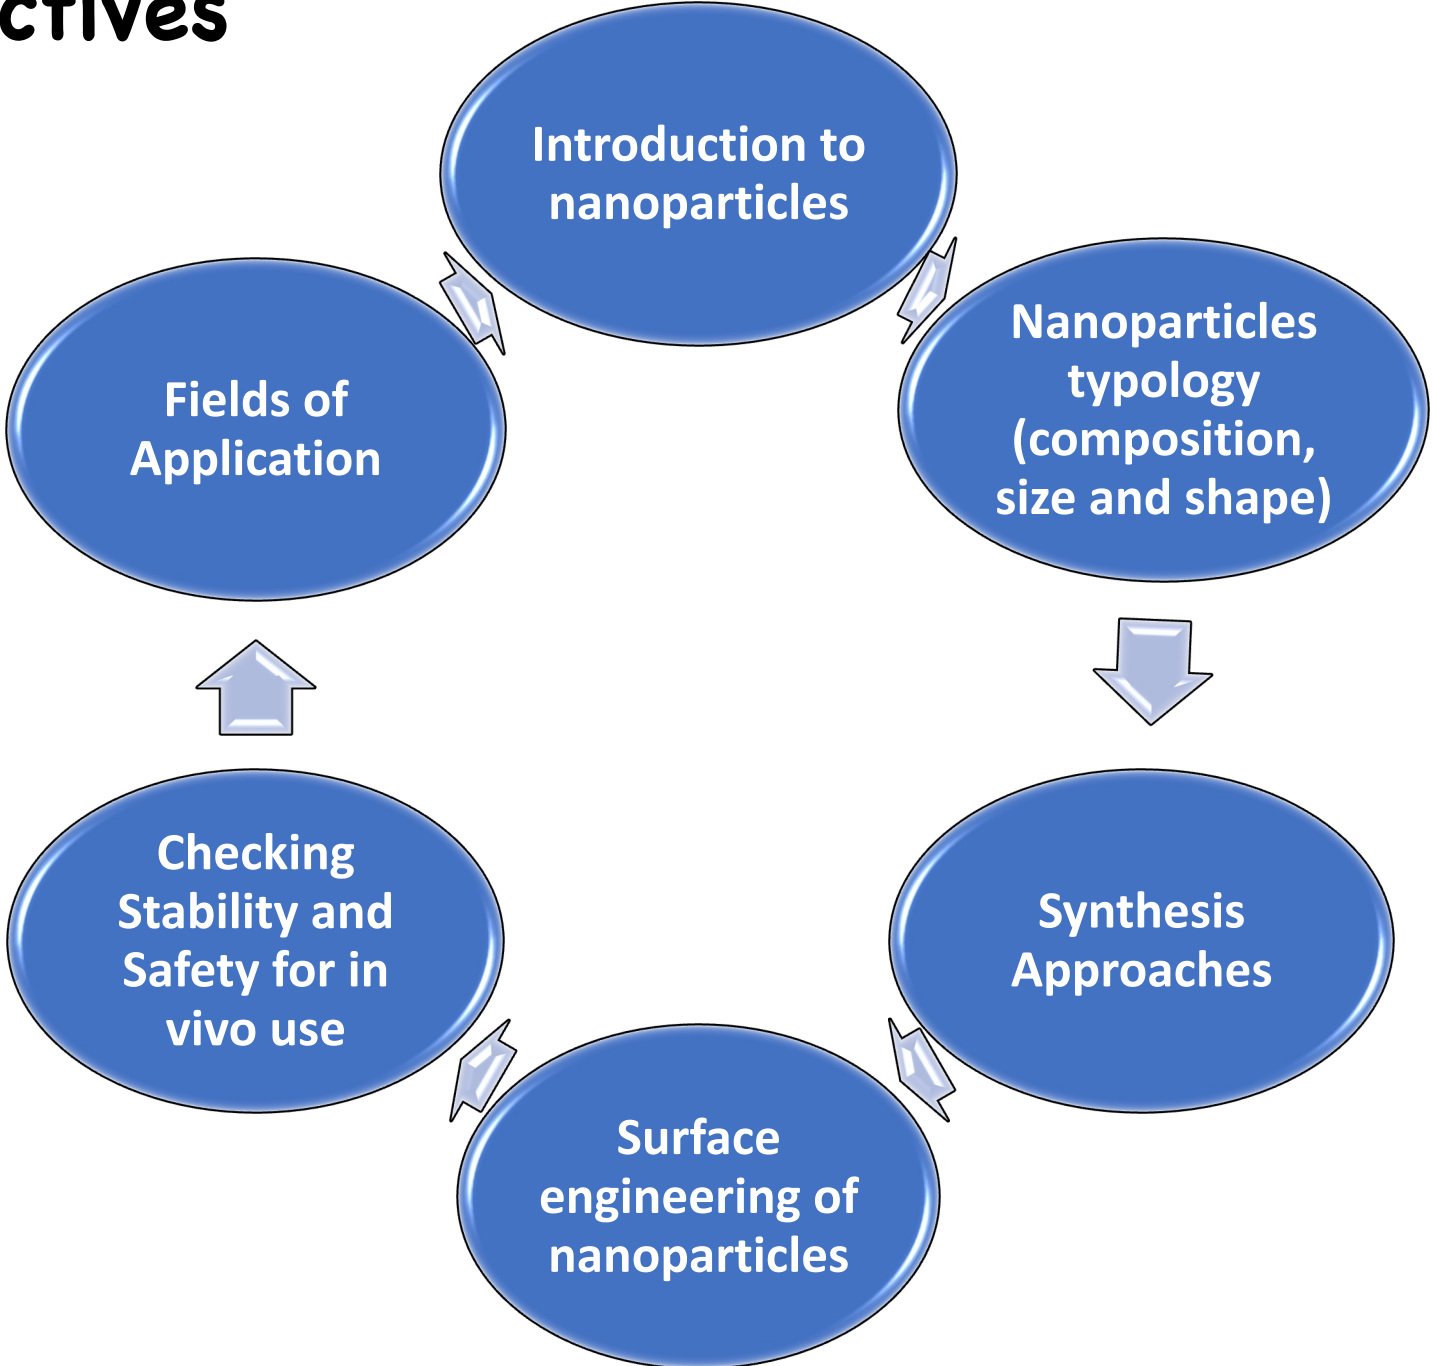 ctives
Introduction to
nanoparticles
Nanoparticles
typology
(composition,
size and shape)
Synthesis
Approaches
Surface
engineering of
nanoparticles
Checking
Stability and
Safety for in
vivo use
Fields of
Application